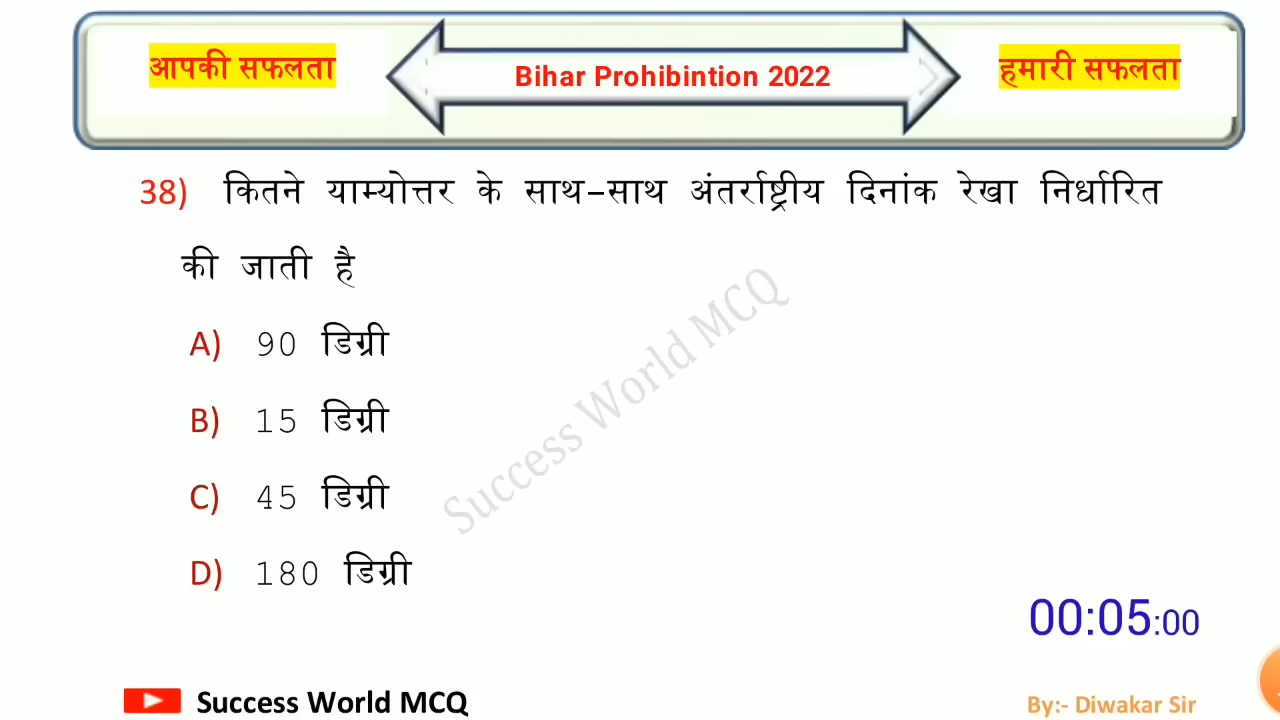 आपकी सफलता
Bihar Prohibintion 2022
हमारी सफलता
38) कितने याम्योत्तर के साथ-साथ अंतर्राष्ट्रीय दिनांक रेखा निर्धारित
की जाती है
A) 90 डिग्री
B) 15 डिग्री
C) 45 डिग्री
D) 180 डिग्री
Success World MCQ
00:05:00
Success World MCQ
By:- Diwakar Sir